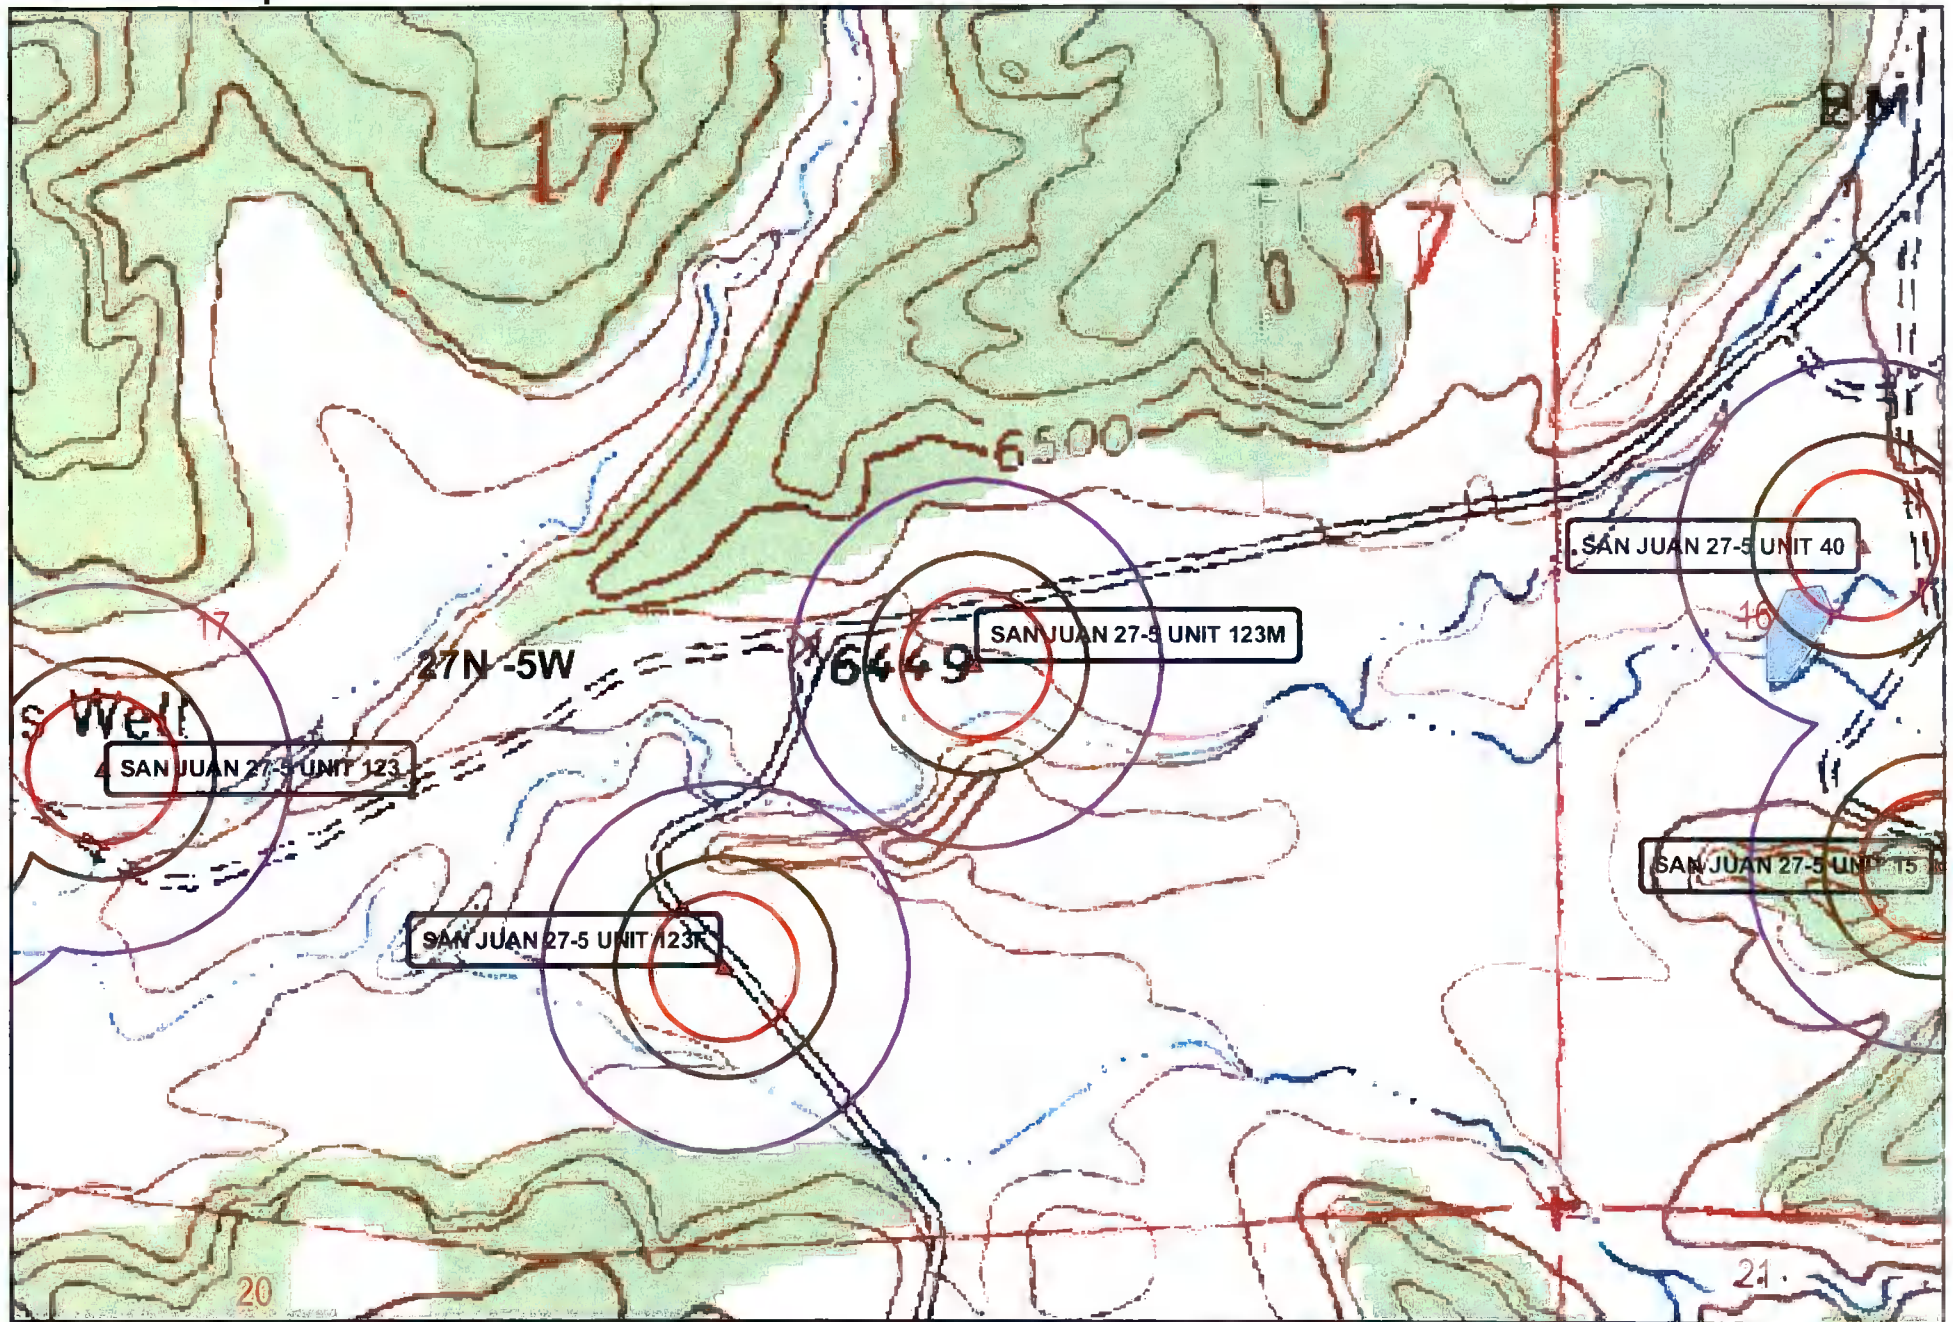 17
BM
17
6500
SAN JUAN 27-5 UNIT 40
17
16
SAN JUAN 27-5 UNIT 123M
27N -5W
6449
s Well
SAN JUAN 27-5 UNIT 123
SAN JUAN 27-5 UNIT 15
SAN JUAN 27-5 UNIT 123F
20
21